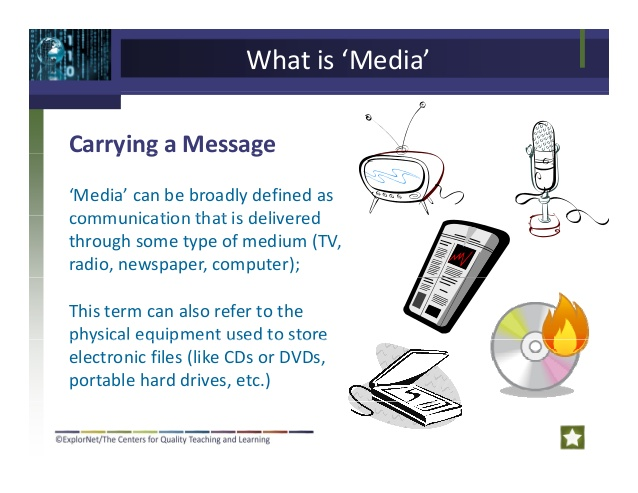 What is ‘Media’
Carrying a Message
‘Media’ can be broadly defined as
communication that is delivered
through some type of medium (TV,
radio, newspaper, computer);
This term can also refer to the
physical equipment used to store
electronic files (like CDs or DVDs,
portable hard drives, etc.)
©ExplorNet/The Centers for Quality Teaching and Learning